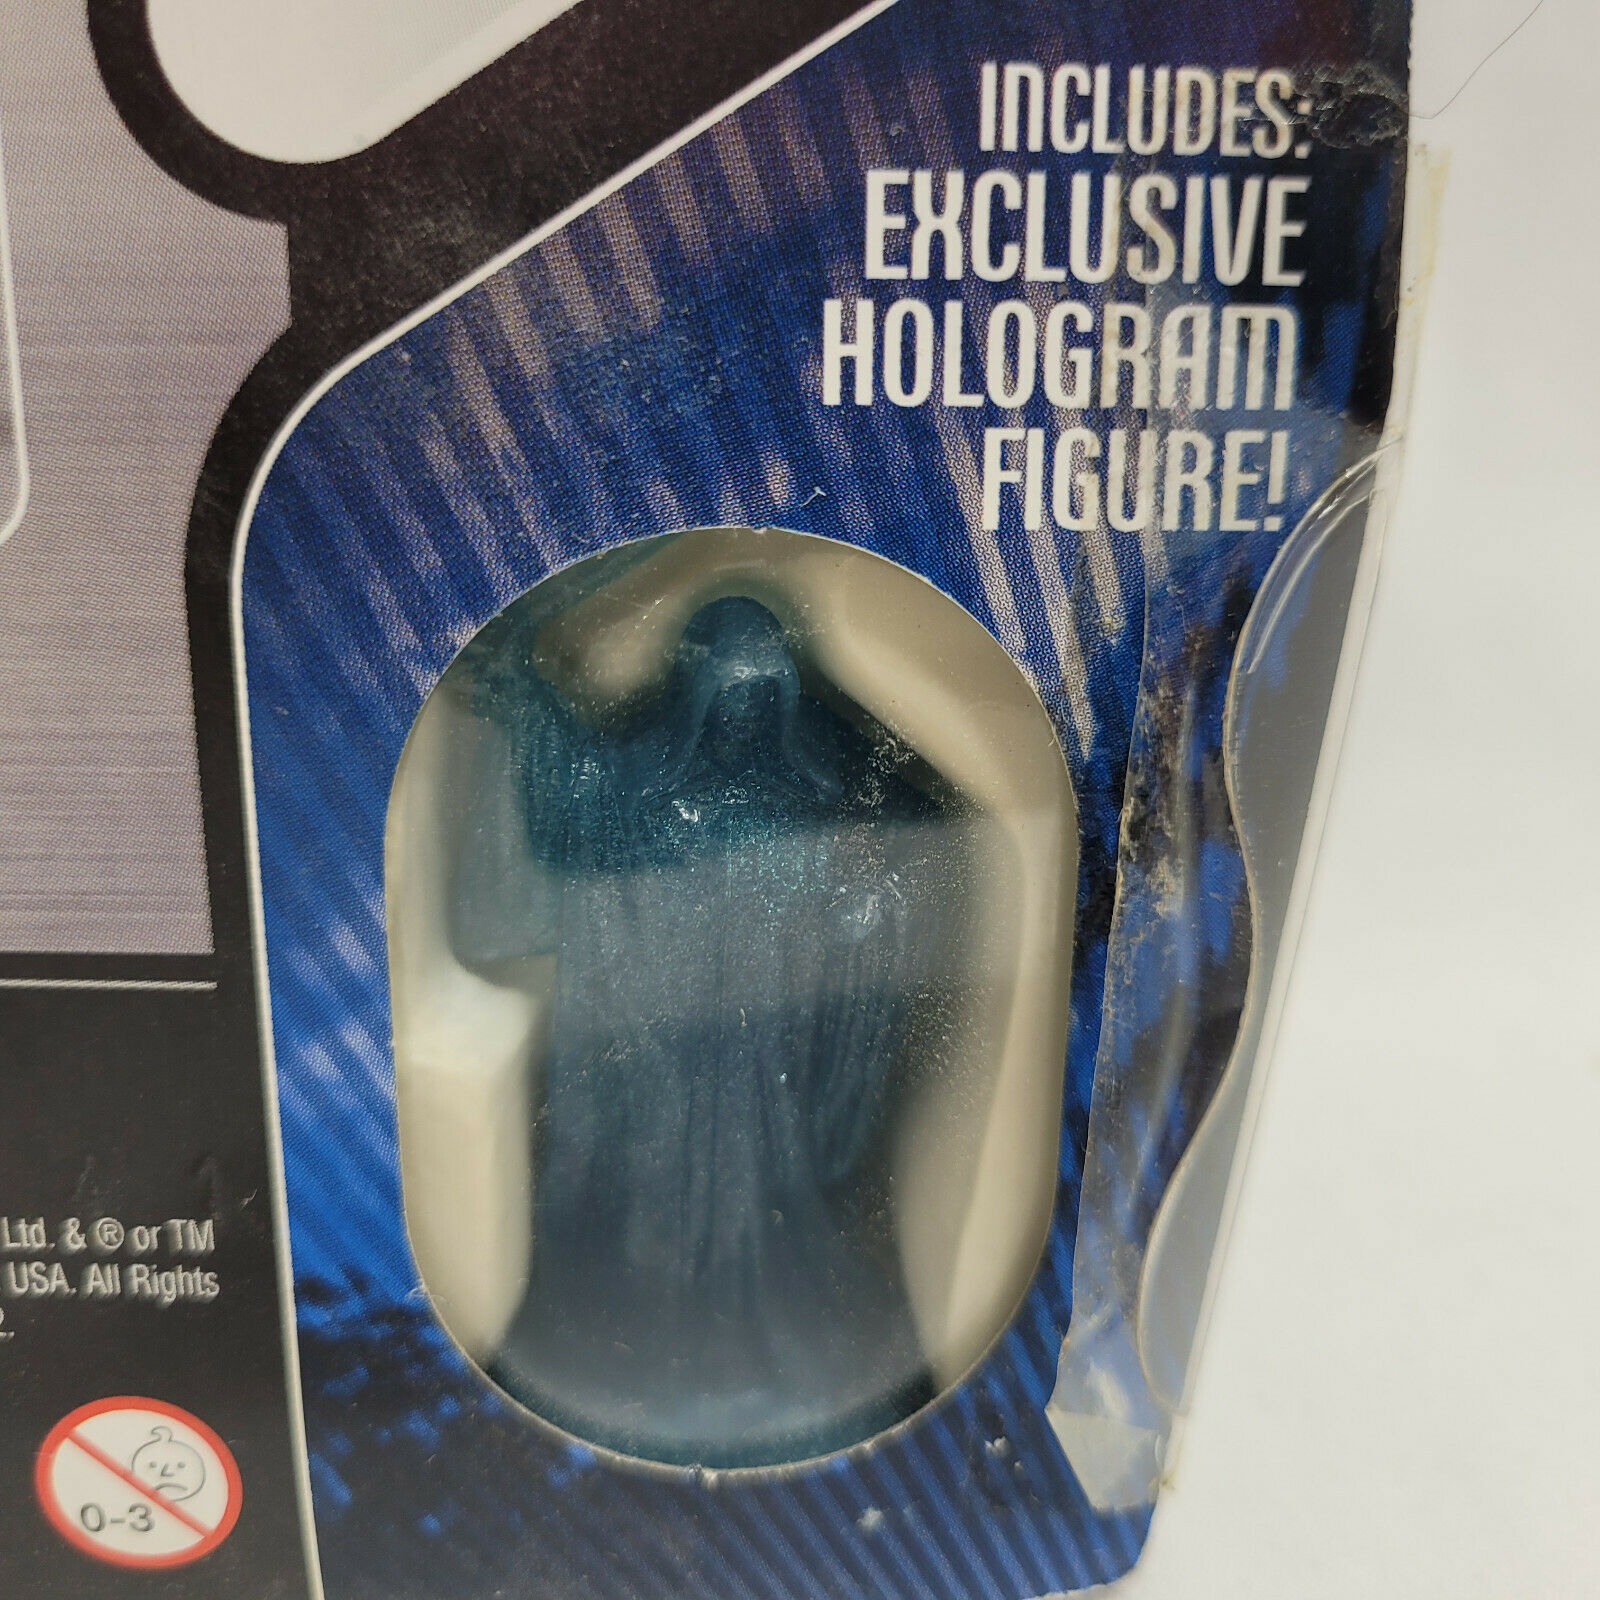 INCLUDES:
EXCLUSIVE
HOLOGRAM
FIGURE!
Ltd. & ® or TM
USA. All Rights
0-3